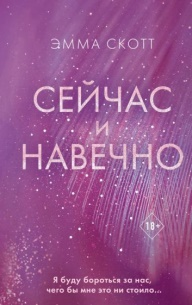 ЭММА СКОТТ
СЕЙЧАС
И
НАВЕЧНО
18+
Я буду бороться за нас,
чего бы мне это ни стоило...